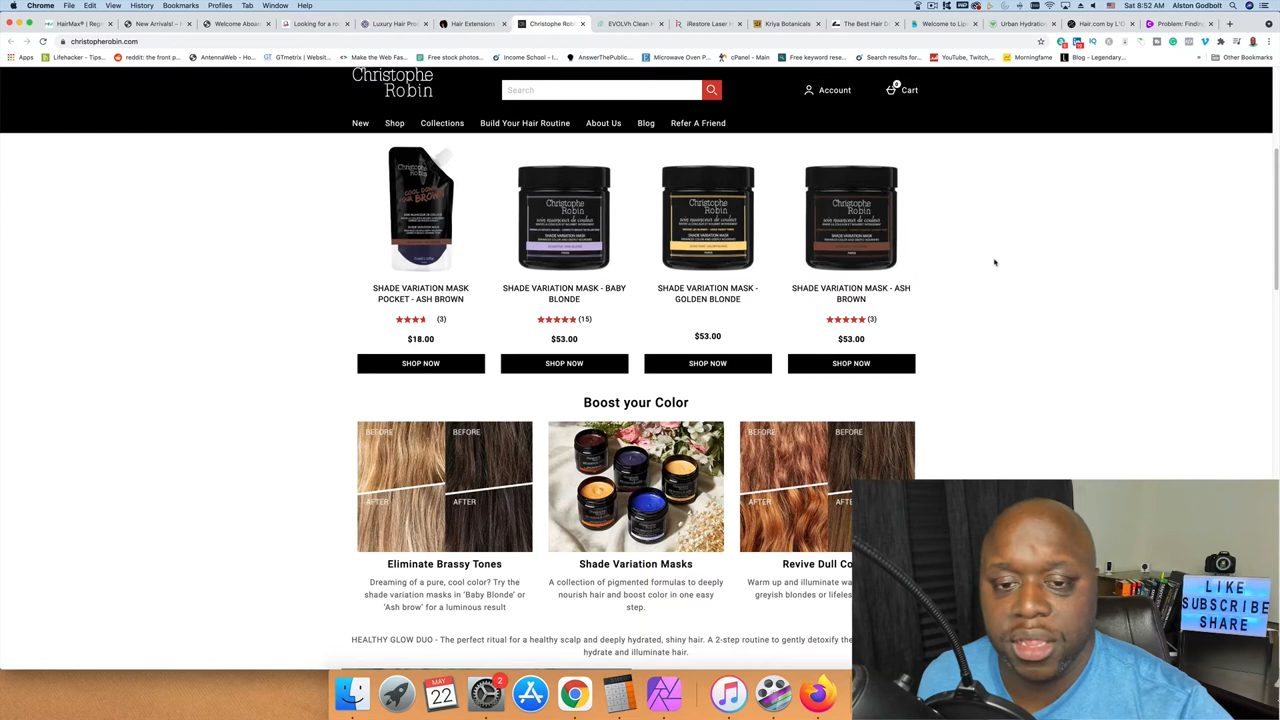 Chrome File Edit View History Bookmarks Profiles Tab Window Help
Sat 8:52 AM Alston Godbolt
HairMax® | Regr
New Arrivals! –
Welcome Aboar
Looking for a ro
Luxury Hair Pro
Hair Extensions
Christophe Robi
EVOLVh Clean H
iRestore Laser H
Kriya Botanicals
The Best Hair D
Welcome to Lip
Urban Hydration
Hair.com by L'O
Problem: Findin
christopherobin.com
Apps Lifehacker - Tips... reddit: the front p... AntennaWeb - Ho... GTmetrix | Websit... Make the Web Fas... Free stock photos... Income School - I... AnswerThePublic.... Microwave Oven P... cPanel - Main Free keyword rese... Search results for... YouTube, Twitch,... Morningfame Blog - Legendary... » Other Bookmarks
Christophe
Robin
Search
Account
0
Cart
New Shop Collections Build Your Hair Routine About Us Blog Refer A Friend
SHADE VARIATION MASK
POCKET - ASH BROWN
(3)
$18.00
SHOP NOW
SHADE VARIATION MASK - BABY
BLONDE
(15)
$53.00
SHOP NOW
SHADE VARIATION MASK -
GOLDEN BLONDE
$53.00
SHOP NOW
SHADE VARIATION MASK - ASH
BROWN
(3)
$53.00
SHOP NOW
Boost your Color
BEFORE BEFORE
AFTER AFTER
BEFORE BEFORE
AFTER AFTER
Eliminate Brassy Tones
Dreaming of a pure, cool color? Try the
shade variation masks in 'Baby Blonde' or
'Ash brow' for a luminous result
Shade Variation Masks
A collection of pigmented formulas to deeply
nourish hair and boost color in one easy
step.
Revive Dull Co
Warm up and illuminate wa
greyish blondes or lifeles
HEALTHY GLOW DUO - The perfect ritual for a healthy scalp and deeply hydrated, shiny hair. A 2-step routine to gently detoxify the
hydrate and illuminate hair.
LIKE
SUBSCRIBE
SHARE
MAY
22
2